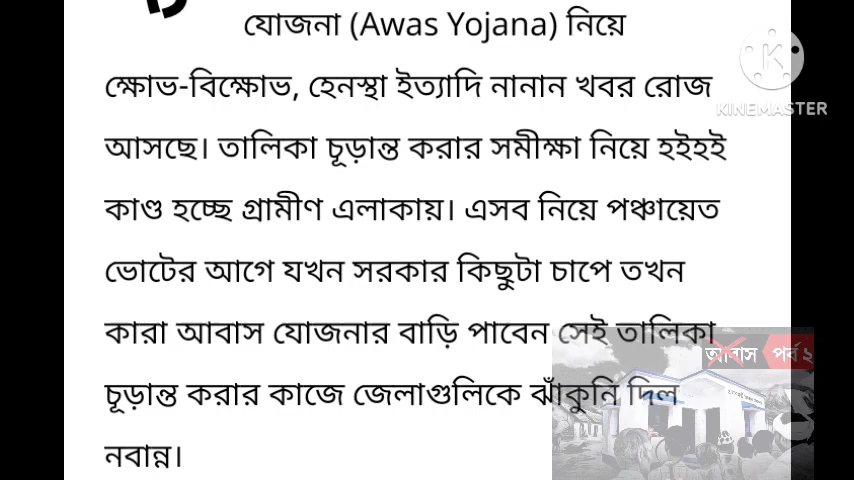 যোজনা (Awas Yojana) নিয়ে
ক্ষোভ-বিক্ষোভ, হেনস্থা ইত্যাদি নানান খবর রোজ
আসছে। তালিকা চূড়ান্ত করার সমীক্ষা নিয়ে হইহই
কাণ্ড হচ্ছে গ্রামীণ এলাকায়। এসব নিয়ে পঞ্চায়েত
ভোটের আগে যখন সরকার কিছুটা চাপে তখন
কারা আবাস যোজনার বাড়ি পাবেন সেই তালিকা
চূড়ান্ত করার কাজে জেলাগুলিকে ঝাঁকুনি দিল
নবান্ন।
KINEMASTER
আবাস পর্ব ২